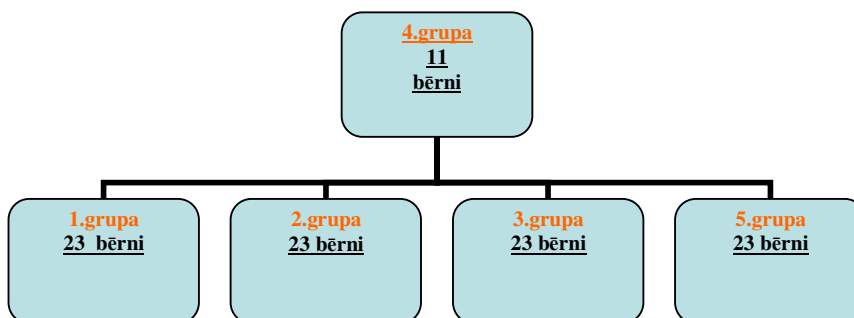 4.grupa
11
bērni
1.grupa
23 bērni
2.grupa
23 bērni
3.grupa
23 bērni
5.grupa
23 bērni